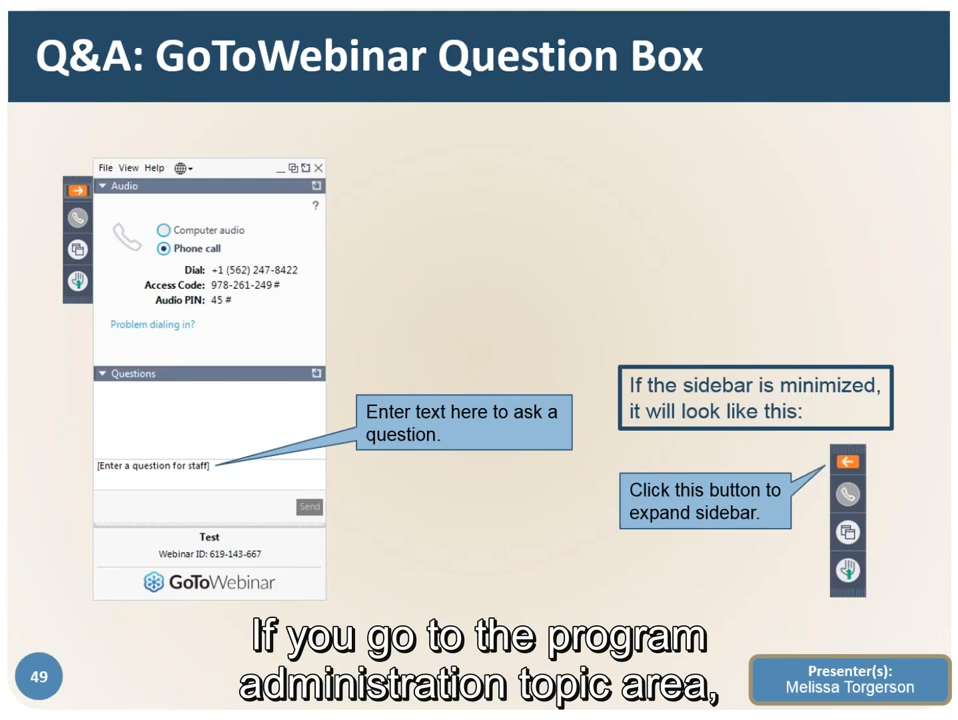 Q&A: GoToWebinar Question Box
File View Help
Audio
?
Computer audio
Phone call
Dial: +1 (562) 247-8422
Access Code: 978-261-249 #
Audio PIN: 45 #
Problem dialing in?
Questions
Enter text here to ask a
question.
[Enter a question for staff]
Send
Test
Webinar ID: 619-143-667
GoToWebinar
If the sidebar is minimized,
it will look like this:
Click this button to
expand sidebar.
If you go to the program
administration topic area,
49
Presenter(s):
Melissa Torgerson